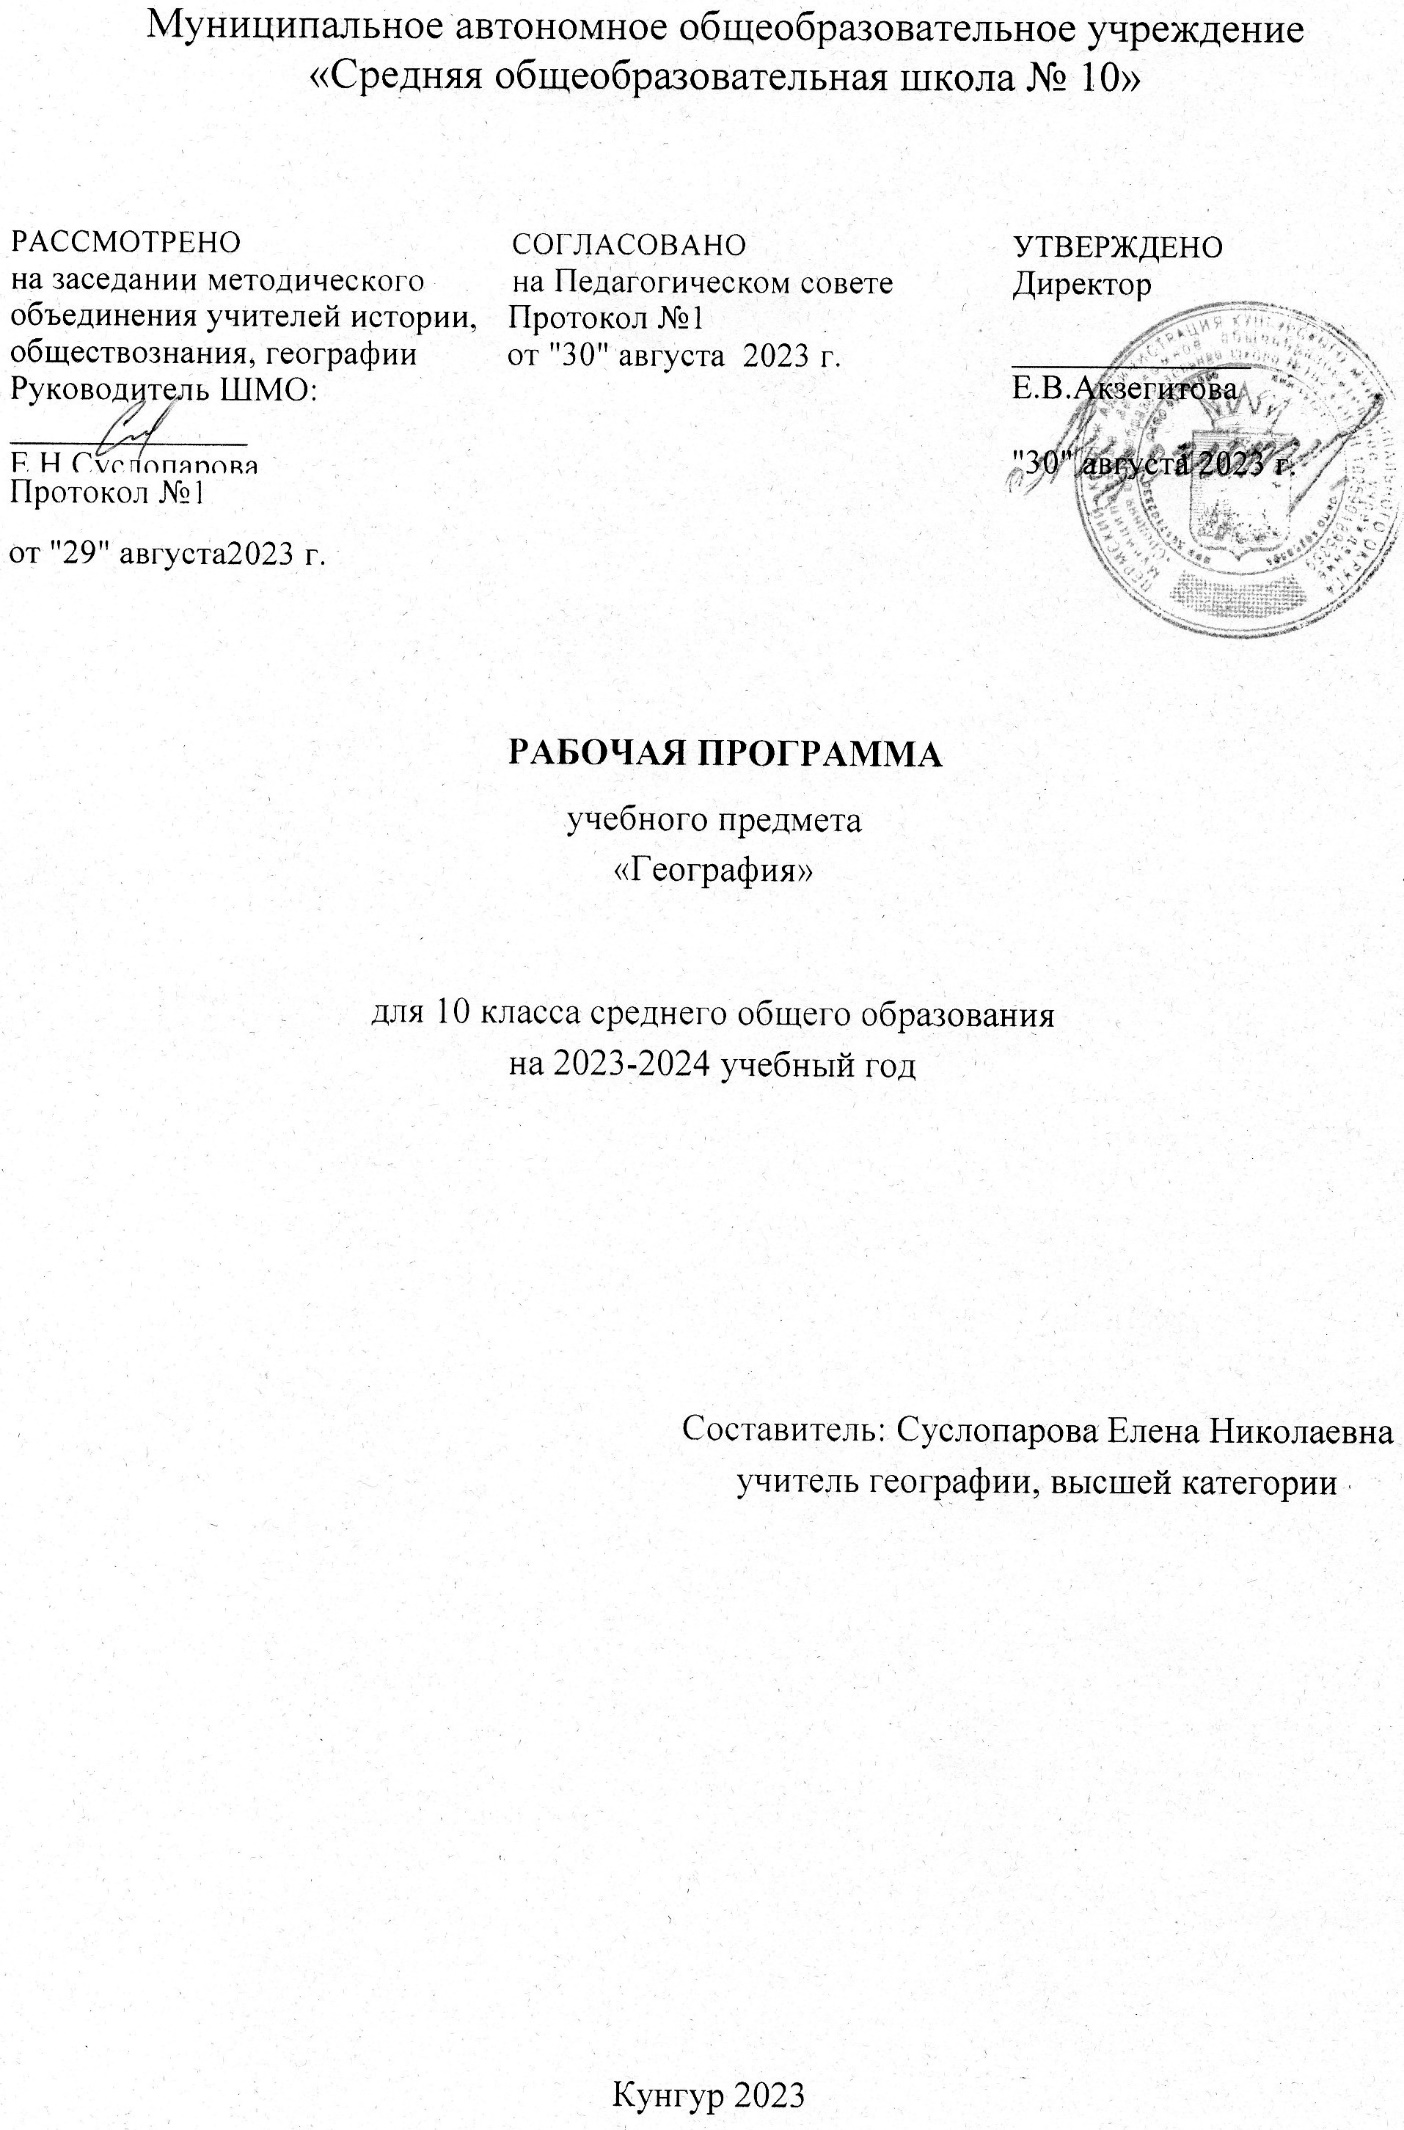 Муниципальное автономное общеобразовательное учреждение
«Средняя общеобразовательная школа № 10»
РАССМОТРЕНО
на заседании методического
объединения учителей истории,
обществознания, географии
Руководитель ШМО:
Е.Н.Суслопарова
Протокол №1
от "29" августа2023 г.
СОГЛАСОВАНО
на Педагогическом совете
Протокол №1
от "30" августа 2023 г.
УТВЕРЖДЕНО
Директор
Е.В.Акзегитова
"30" августа 2023 г.
РАБОЧАЯ ПРОГРАММА
учебного предмета
«География»
для 10 класса среднего общего образования
на 2023-2024 учебный год
Составитель: Суслопарова Елена Николаевна
учитель географии, высшей категории
Кунгур 2023